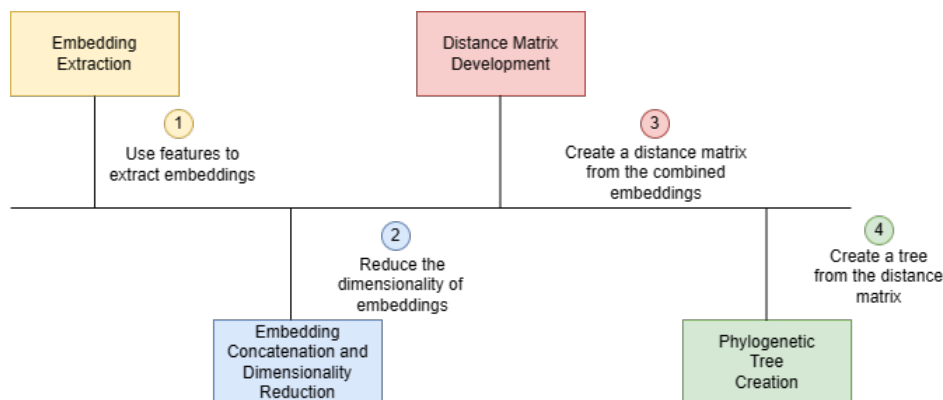 Embedding
Extraction
Distance Matrix
Development
1
Use features to
extract embeddings
3
Create a distance matrix
from the combined
embeddings
2
Reduce the
dimensionality of
embeddings
4
Create a tree
from the distance
matrix
Embedding
Concatenation and
Dimensionality
Reduction
Phylogenetic
Tree
Creation